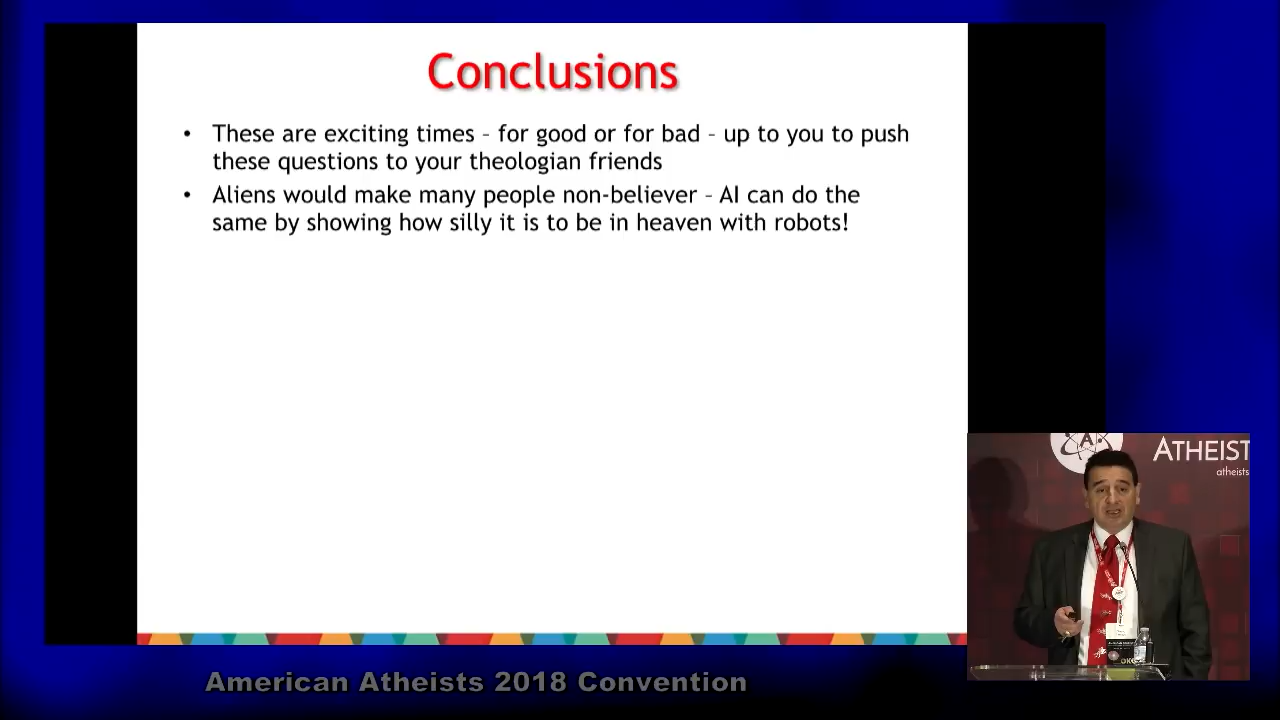 Conclusions
• These are exciting times – for good or for bad – up to you to push
these questions to your theologian friends
• Aliens would make many people non-believer – AI can do the
same by showing how silly it is to be in heaven with robots!
A
ATHEIST
atheists
American Atheists 2018 Convention